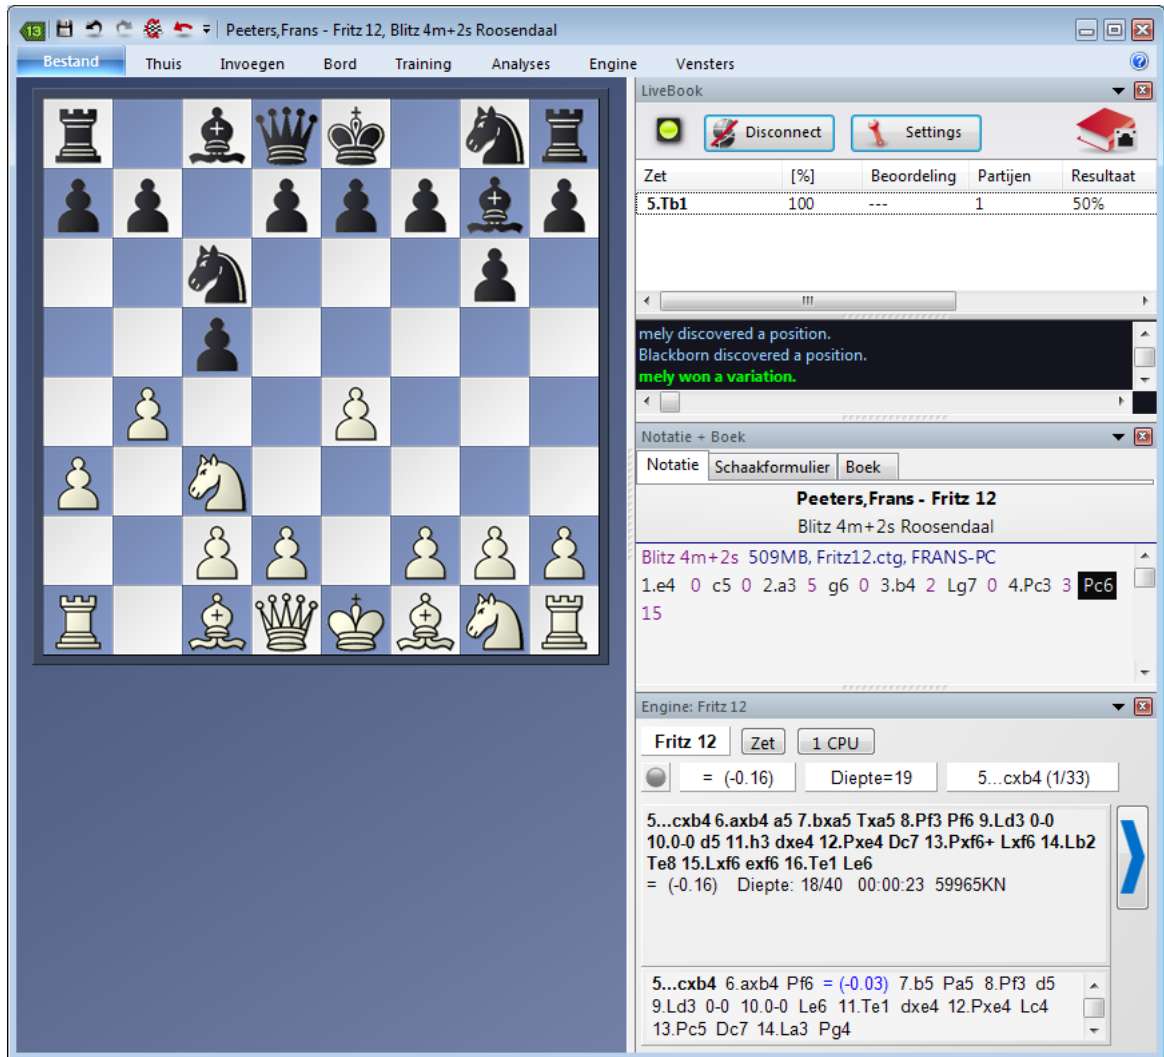 13 Peeters,Frans - Fritz 12, Blitz 4m+2s Roosendaal
Bestand Thuis Invoegen Bord Training Analyses Engine Vensters
LiveBook
Disconnect Settings
Zet [%] Beoordeling Partijen Resultaat
5.Tb1 100 --- 1 50%
mely discovered a position.
Blackborn discovered a position.
mely won a variation.
Notatie + Boek
Notatie Schaakformulier Boek
Peeters,Frans - Fritz 12
Blitz 4m+2s Roosendaal
Blitz 4m+2s 509MB, Fritz12.ctg, FRANS-PC
1.e4 0 c5 0 2.a3 5 g6 0 3.b4 2 Lg7 0 4.Pc3 3 Pc6
15
Engine: Fritz 12
Fritz 12 Zet 1 CPU
= (-0.16) Diepte=19 5...cxb4 (1/33)
5...cxb4 6.axb4 a5 7.bxa5 Txa5 8.Pf3 Pf6 9.Ld3 0-0
10.0-0 d5 11.h3 dxe4 12.Pxe4 Dc7 13.Pxf6+ Lxf6 14.Lb2
Te8 15.Lxf6 exf6 16.Te1 Le6
= (-0.16) Diepte: 18/40 00:00:23 59965KN
5...cxb4 6.axb4 Pf6 = (-0.03) 7.b5 Pa5 8.Pf3 d5
9.Ld3 0-0 10.0-0 Le6 11.Te1 dxe4 12.Pxe4 Lc4
13.Pc5 Dc7 14.La3 Pg4